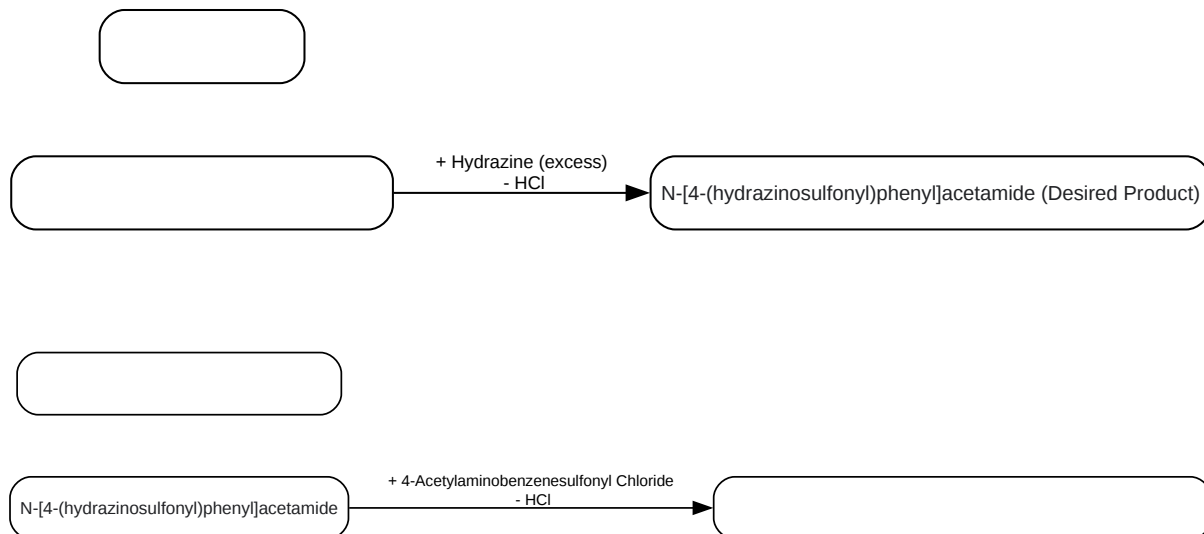 + Hydrazine (excess)
- HCl
N-[4-(hydrazinosulfonyl)phenyl]acetamide (Desired Product)
+ 4-Acetylaminobenzenesulfonyl Chloride
- HCl
N-[4-(hydrazinosulfonyl)phenyl]acetamide